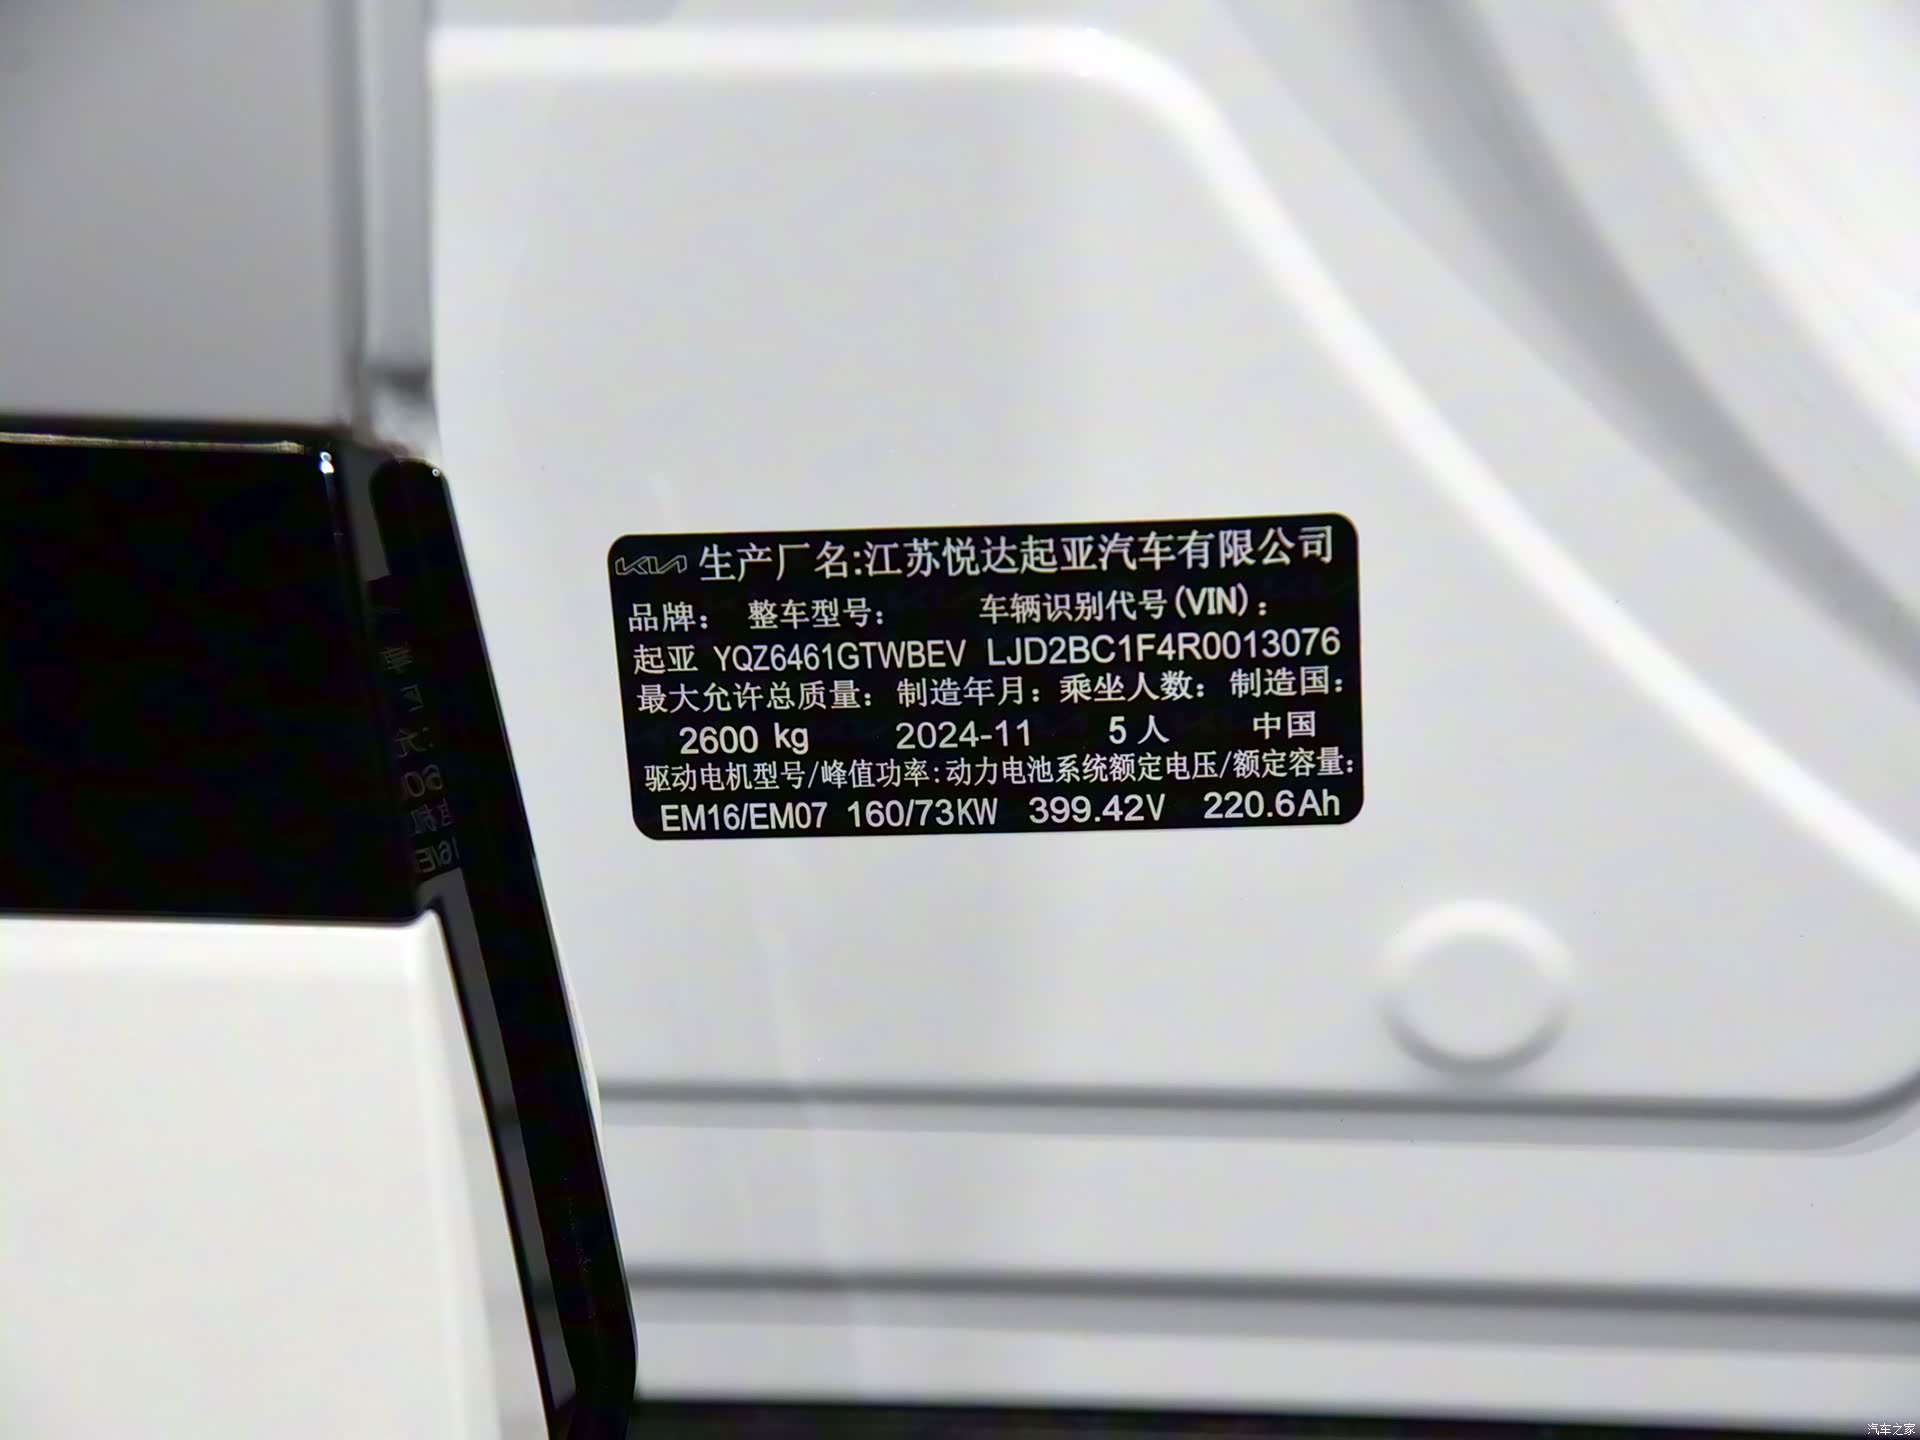 KIA 生产厂名:江苏悦达起亚汽车有限公司
品牌： 整车型号： 车辆识别代号(VIN)：
起亚 YQZ6461GTWBEV LJD2BC1F4R0013076
最大允许总质量： 制造年月： 乘坐人数： 制造国：
2600 kg 2024-11 5 人 中国
驱动电机型号/峰值功率:动力电池系统额定电压/额定容量:
EM16/EM07 160/73KW 399.42V 220.6Ah
汽车之家